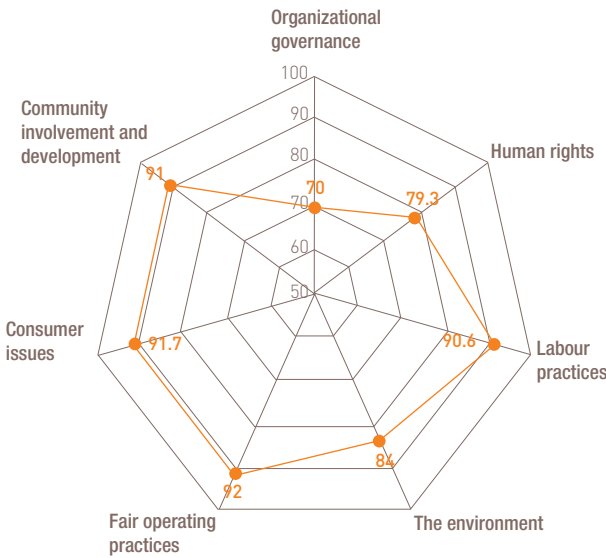 Organizational
governance
100
90
80
70
60
50
Community
involvement and
development
Human rights
91
70
79.3
Consumer
issues
91.7
90.6
Labour
practices
84
92
Fair operating
practices
The environment